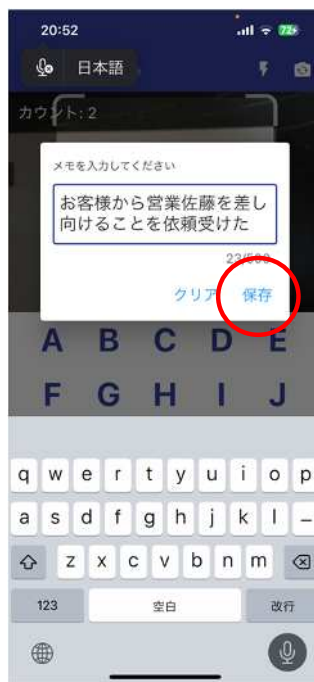 20:52
72
日本語
カウント: 2
メモを入力してください
お客様から営業佐藤を差し
向けることを依頼受けた
23/500
クリア 保存
A B C D E
F G H I J
q w e r t y u i o p
a s d f g h j k l –
z x c v b n m
123 空白 改行